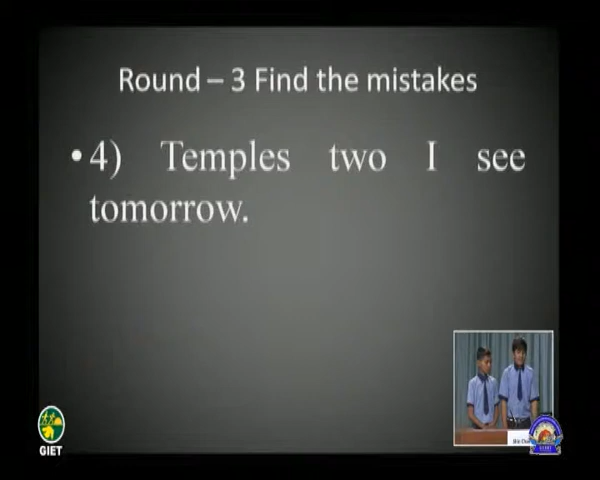 Round – 3 Find the mistakes
• 4) Temples two I see
tomorrow.
GIET